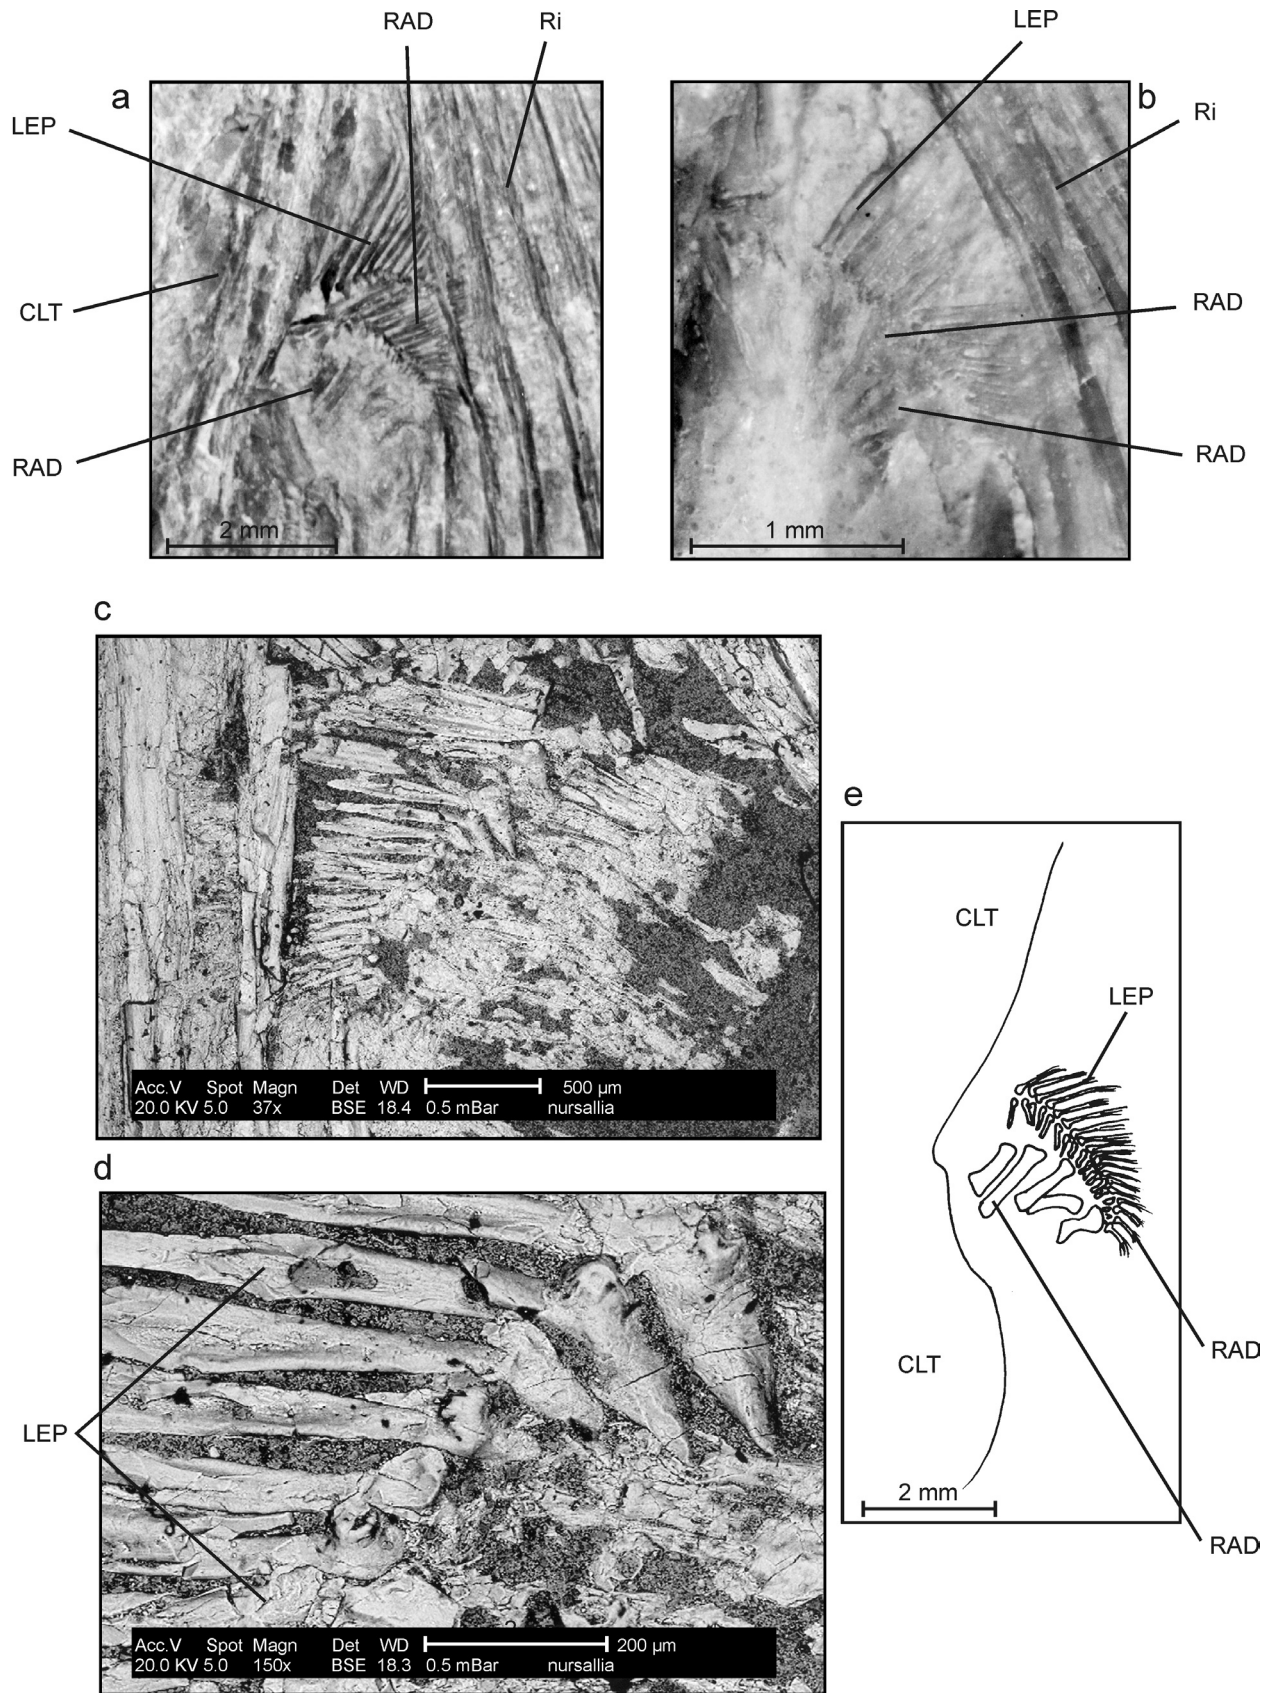 RAD Ri
a
LEP
CLT
RAD
2 mm
LEP
b
Ri
RAD
RAD
1 mm
c
Acc.V Spot Magn Det WD 500 µm
20.0 KV 5.0 37x BSE 18.4 0.5 mBar nursallia
d
LEP
Acc.V Spot Magn Det WD 200 µm
20.0 KV 5.0 150x BSE 18.3 0.5 mBar nursallia
e
CLT
LEP
RAD
CLT
2 mm
RAD